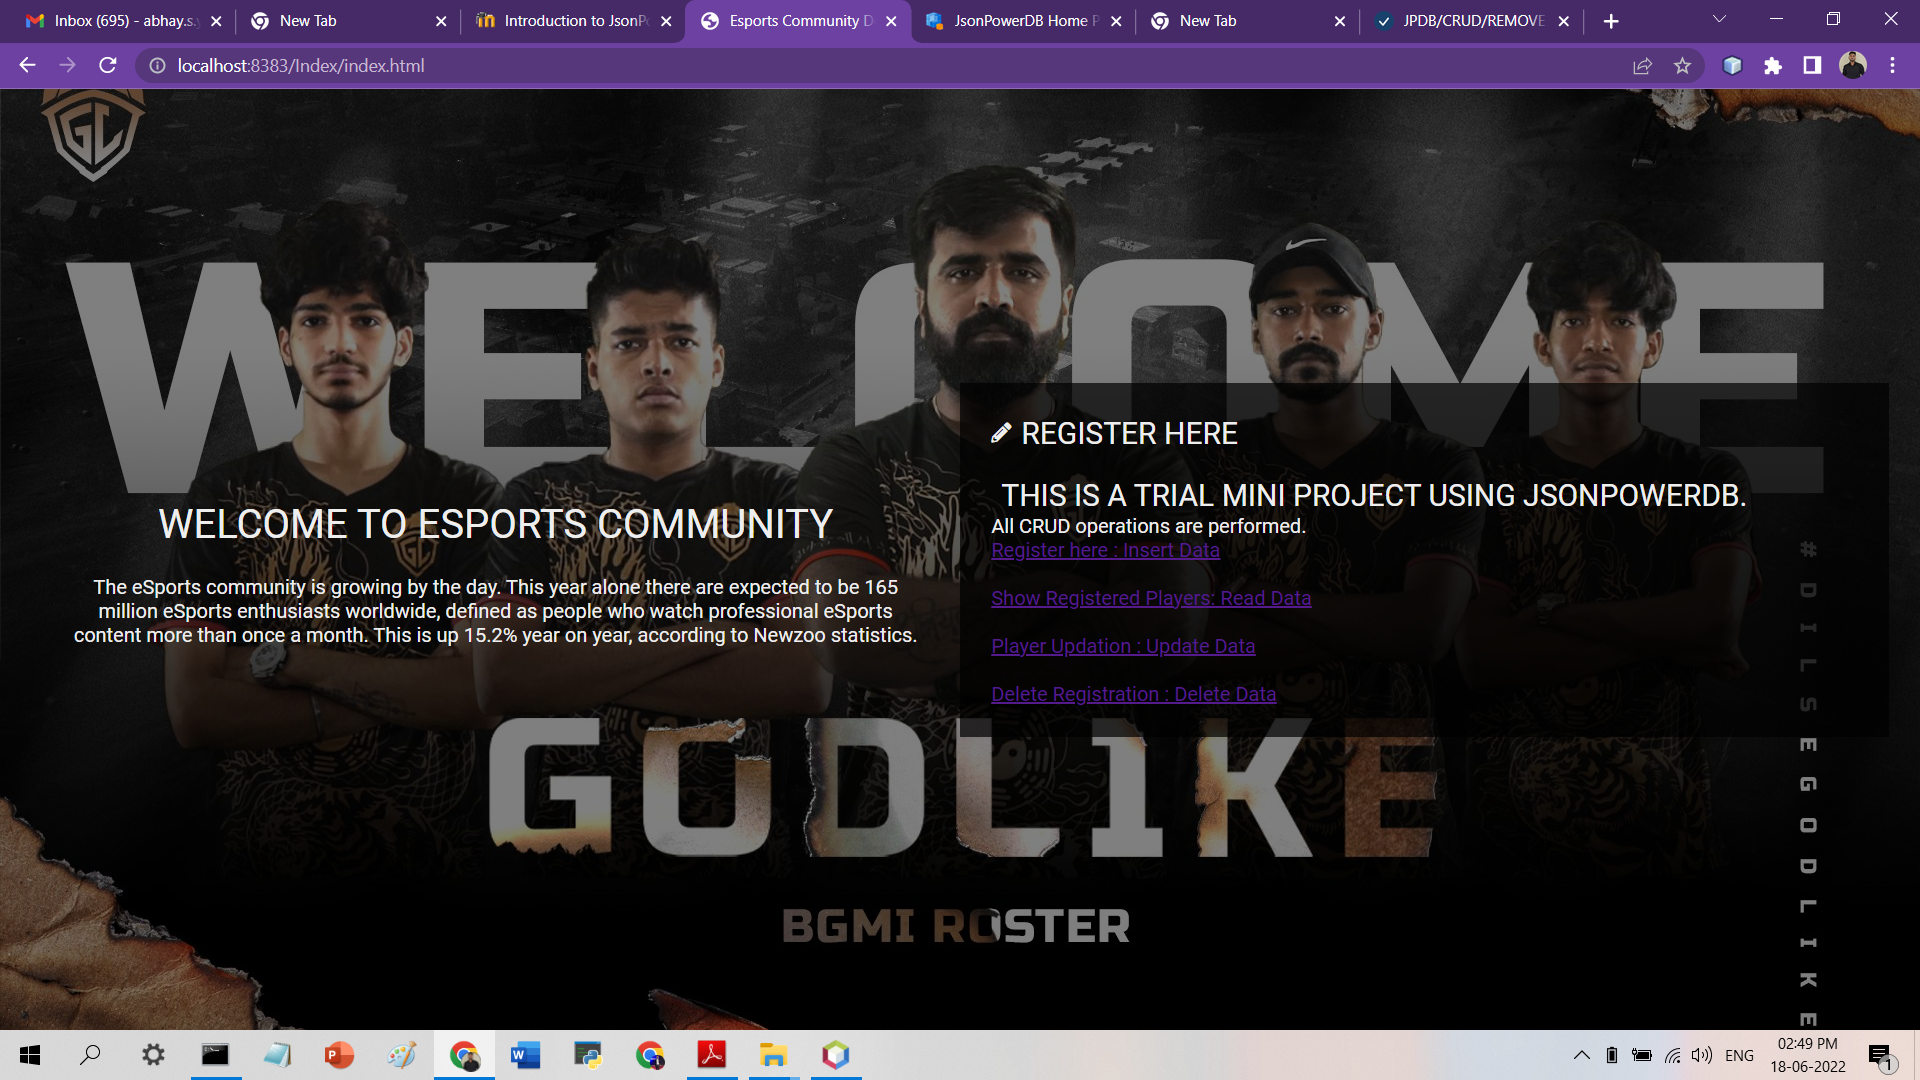 Inbox (695) - abhay.s.y
New Tab
Introduction to JsonPo
Esports Community D
JsonPowerDB Home P
New Tab
JPDB/CRUD/REMOVE
localhost:8383/Index/index.html
GL
WELCOME
REGISTER HERE
THIS IS A TRIAL MINI PROJECT USING JSONPOWERDB.
All CRUD operations are performed.
Register here : Insert Data
Show Registered Players: Read Data
Player Updation : Update Data
Delete Registration : Delete Data
WELCOME TO ESPORTS COMMUNITY
The eSports community is growing by the day. This year alone there are expected to be 165
million eSports enthusiasts worldwide, defined as people who watch professional eSports
content more than once a month. This is up 15.2% year on year, according to Newzoo statistics.
#DILSEGODLIKE
GODLIKE
BGMI ROSTER
ENG
02:49 PM
18-06-2022
1